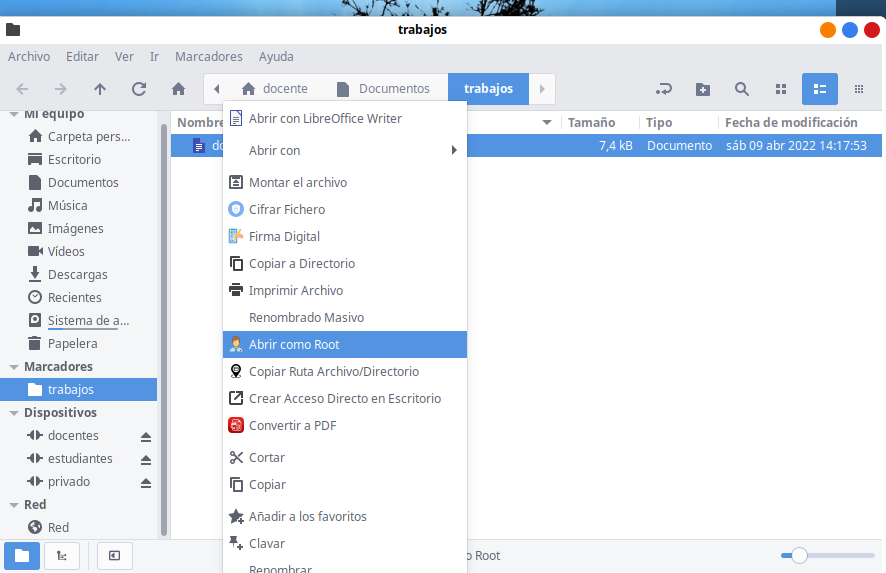 trabajos
Archivo Editar Ver Ir Marcadores Ayuda
docente Documentos trabajos
Mi equipo
Carpeta pers...
Escritorio
Documentos
Música
Imágenes
Vídeos
Descargas
Recientes
Sistema de a...
Papelera
Marcadores
trabajos
Dispositivos
docentes
estudiantes
privado
Red
Red
Nombre Tamaño Tipo Fecha de modificación
7,4 kB Documento sáb 09 abr 2022 14:17:53
Abrir con LibreOffice Writer
Abrir con
Montar el archivo
Cifrar Fichero
Firma Digital
Copiar a Directorio
Imprimir Archivo
Renombrado Masivo
Abrir como Root
Copiar Ruta Archivo/Directorio
Crear Acceso Directo en Escritorio
Convertir a PDF
Cortar
Copiar
Añadir a los favoritos
Clavar
Renombrar
o Root